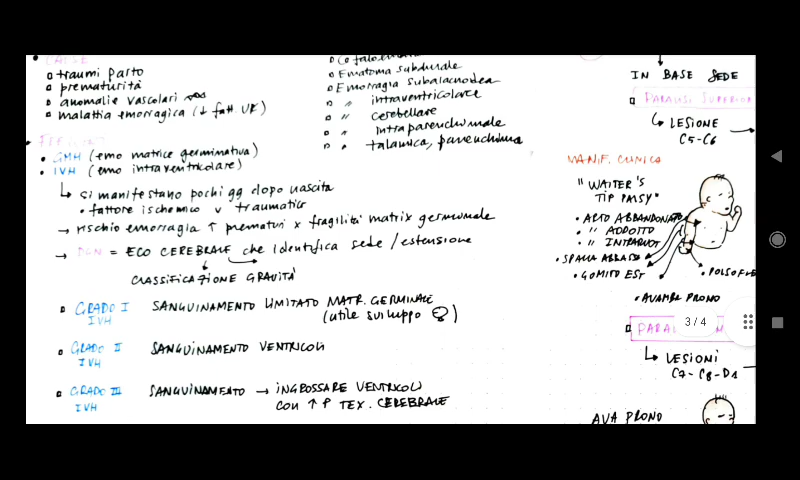 CAUSE
traumi parto
prematurità
anomalie vascolari
malattia emorragica (↓ fatt. VK)
Ematoma subdurale
Emorragia subaracnoidea
" intraventricolare
" cerebellare
" intraparenchimale
" talamica, parenchima
GMH (emo matrice germinativa)
IVH (emo intraventricolare)
↳ si manifestano pochi gg dopo nascita
• fattore ischemico v traumatico
→ rischio emorragia ↑ prematuri x fragilità matrix germinale
→ DGN = ECO CEREBRALE che identifica sede / estensione
CLASSIFICAZIONE GRAVITÀ
GRADO I IVH SANGUINAMENTO LIMITATO MATR. GERMINALE
(utile sviluppo )
GRADO II IVH SANGUINAMENTO VENTRICOLI
GRADO III IVH SANGUINAMENTO → INGROSSARE VENTRICOLI
CON ↑ P TEX. CEREBRALE
IN BASE SEDE
PARALISI SUPERIOR
↳ LESIONE
C5-C6
MANIF. CLINICA
"WAITER'S
TIP PALSY"
• ARTO ABBANDONATO
• " ADDOTTO
• " INTRARUOT
• SPALLA ABBASS
• GOMITO EST
• POLSO FLE
• AVAMBR PRONO
3/4
↳ LESIONI
C7-C8-D1
AVA PRONO